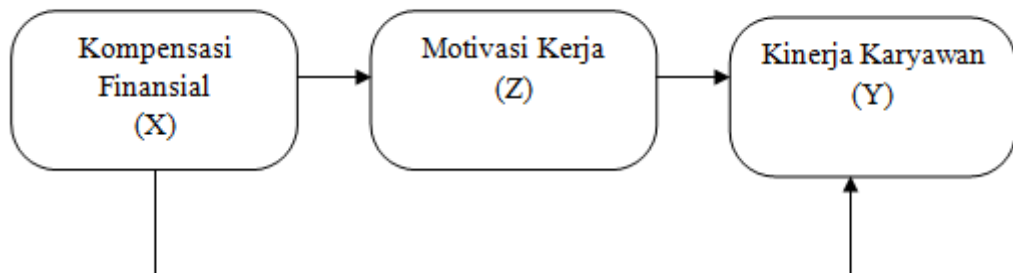 Kompensasi
Finansial
(X)
Motivasi Kerja
(Z)
Kinerja Karyawan
(Y)